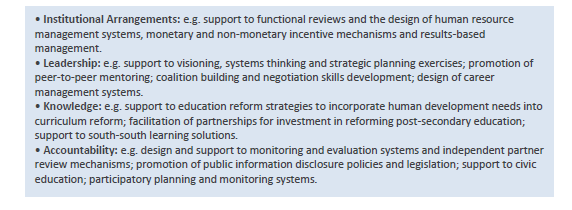 • Institutional Arrangements: e.g. support to functional reviews and the design of human resource
management systems, monetary and non-monetary incentive mechanisms and results-based
management.
• Leadership: e.g. support to visioning, systems thinking and strategic planning exercises; promotion of
peer-to-peer mentoring; coalition building and negotiation skills development; design of career
management systems.
• Knowledge: e.g. support to education reform strategies to incorporate human development needs into
curriculum reform; facilitation of partnerships for investment in reforming post-secondary education;
support to south-south learning solutions.
• Accountability: e.g. design and support to monitoring and evaluation systems and independent partner
review mechanisms; promotion of public information disclosure policies and legislation; support to civic
education; participatory planning and monitoring systems.